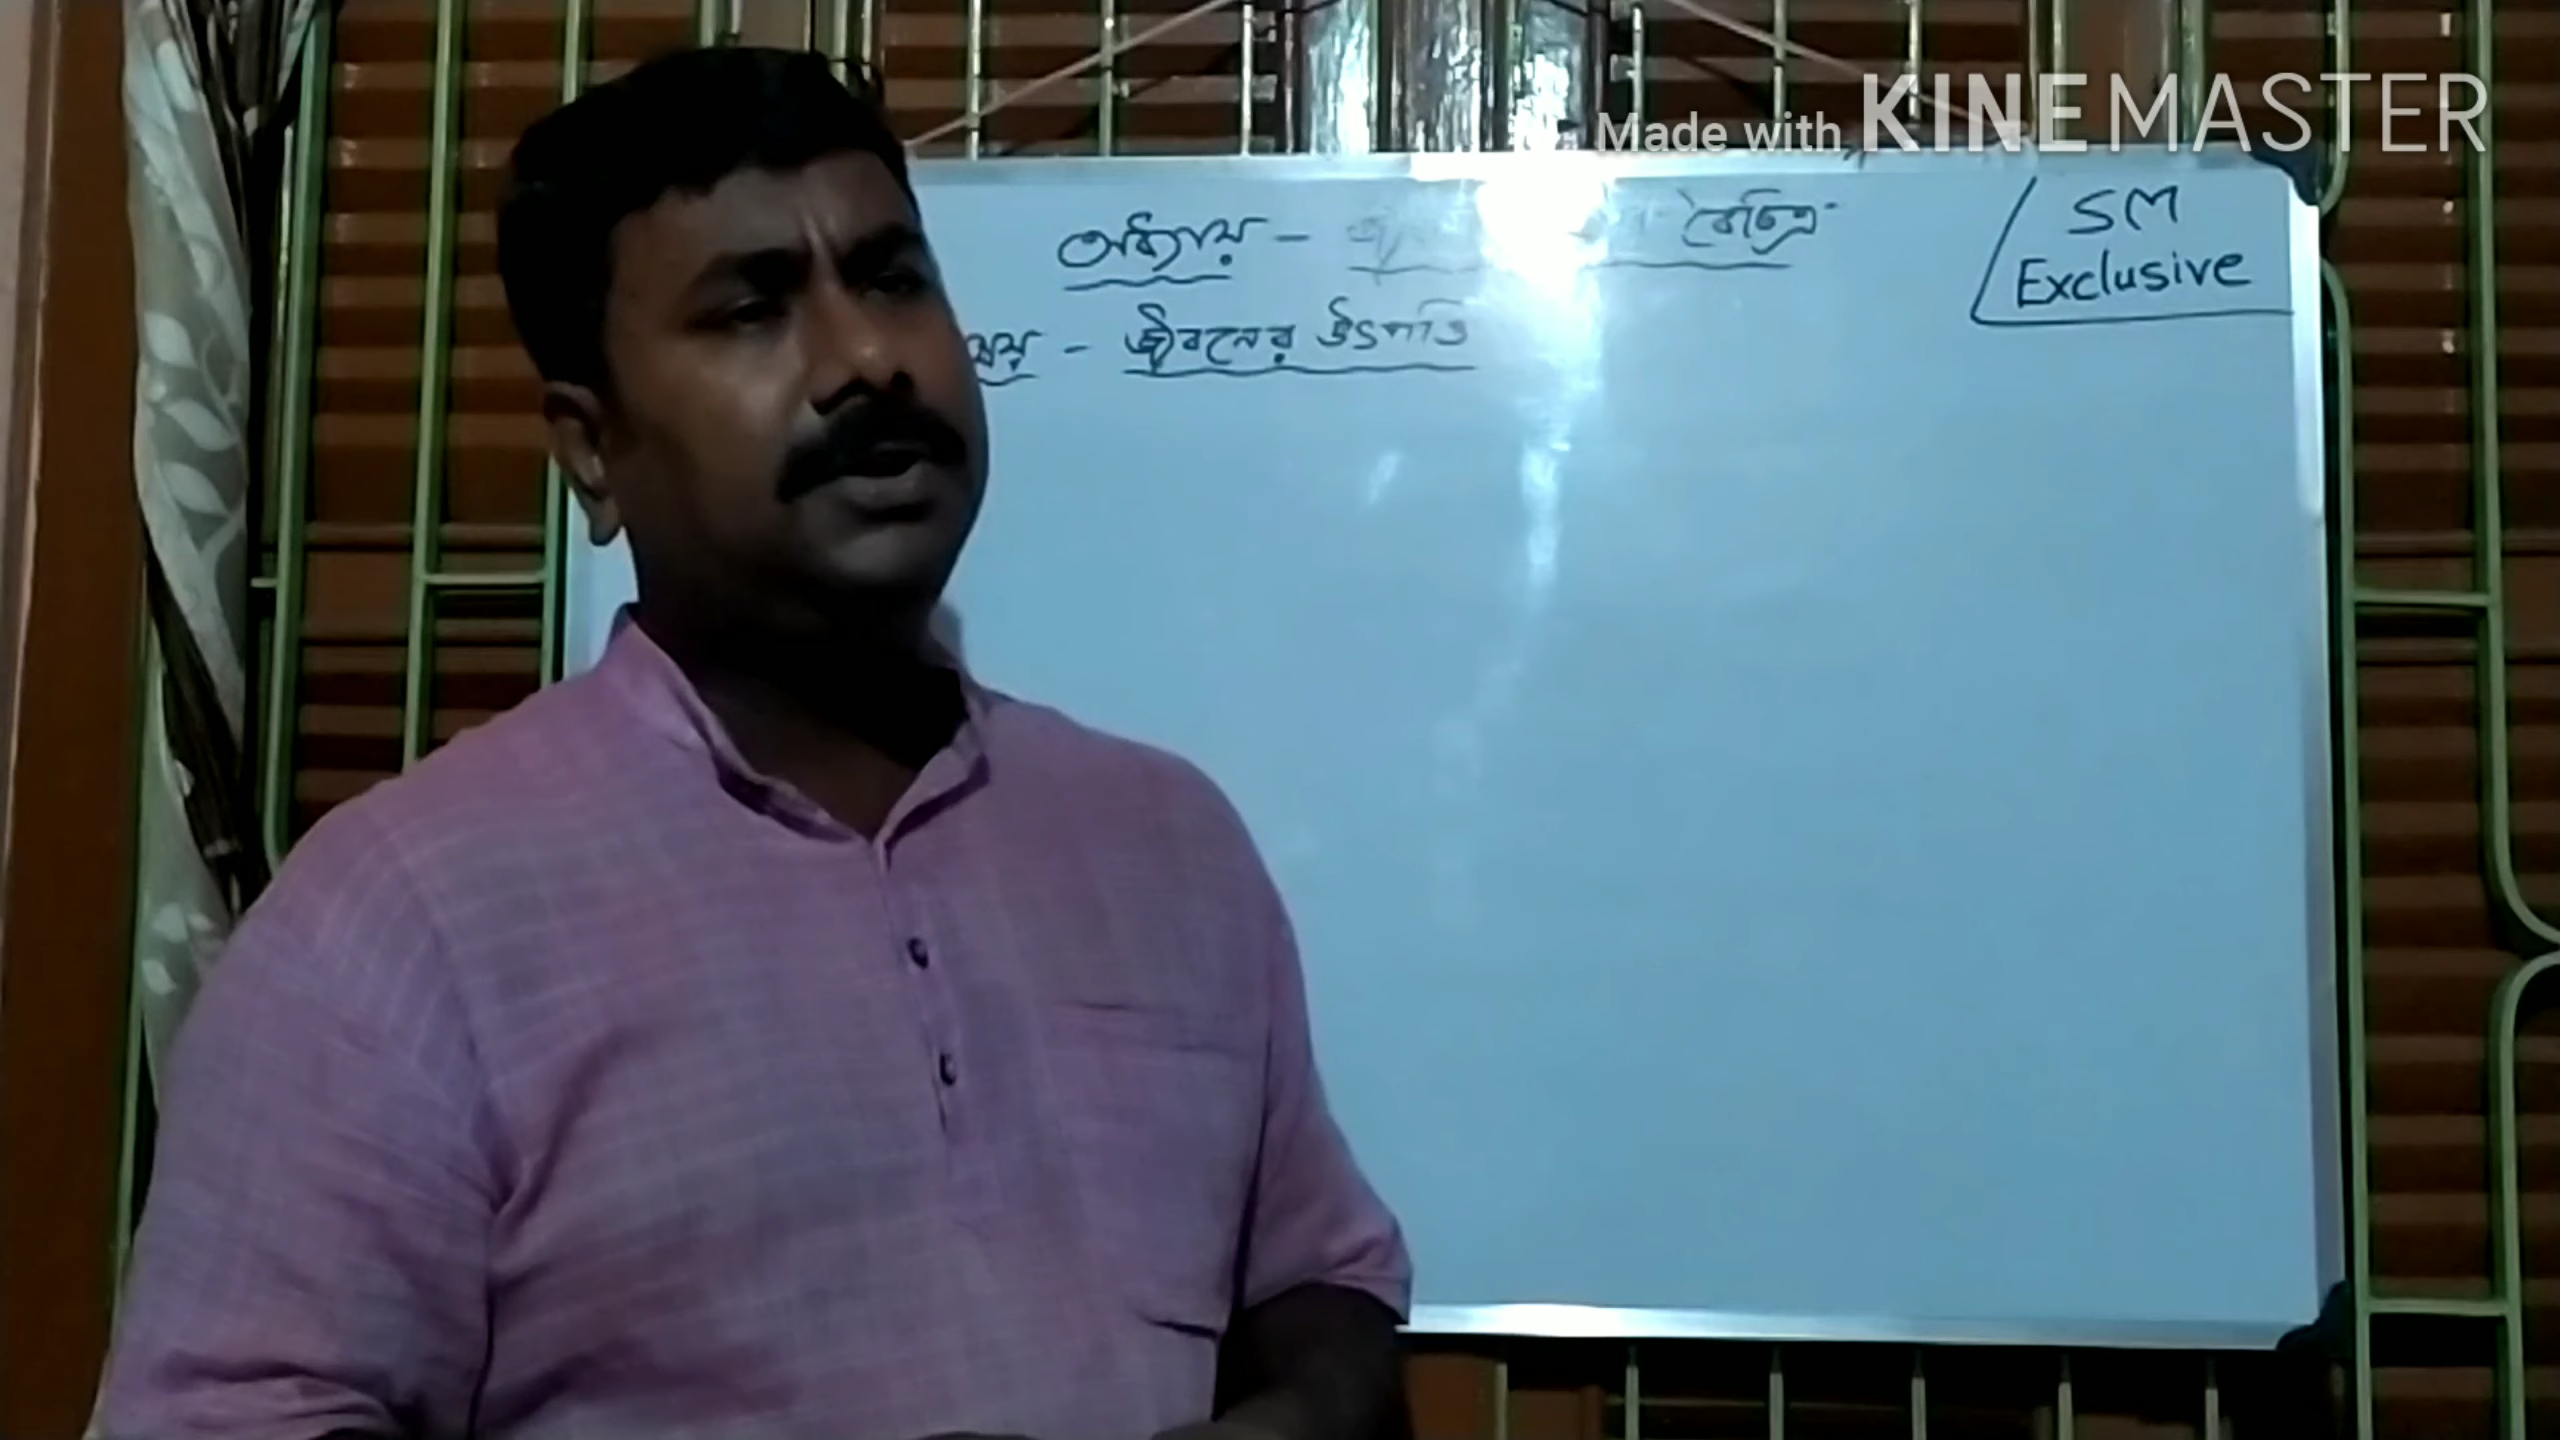 Made with KINEMASTER
অধ্যায় - বৈচিত্র
SM
Exclusive
জীবনের উৎপত্তি